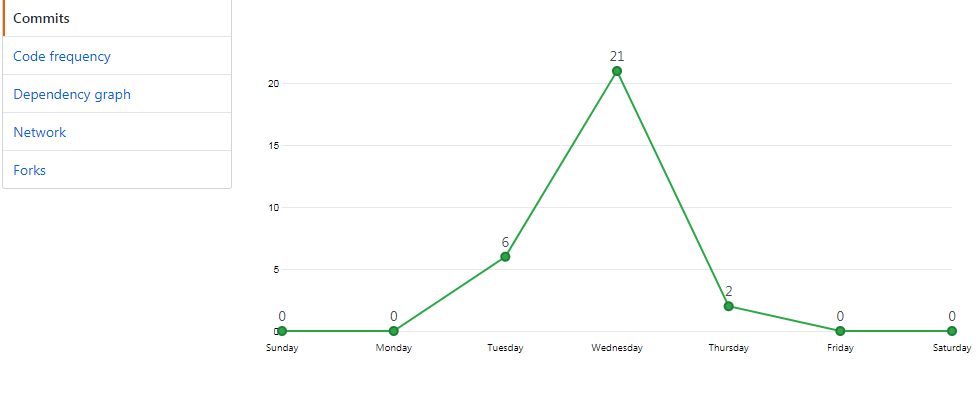 Commits
Code frequency
Dependency graph
Network
Forks
21
20
15
10
6
5
2
0 0 0 0
0
Sunday Monday Tuesday Wednesday Thursday Friday Saturday